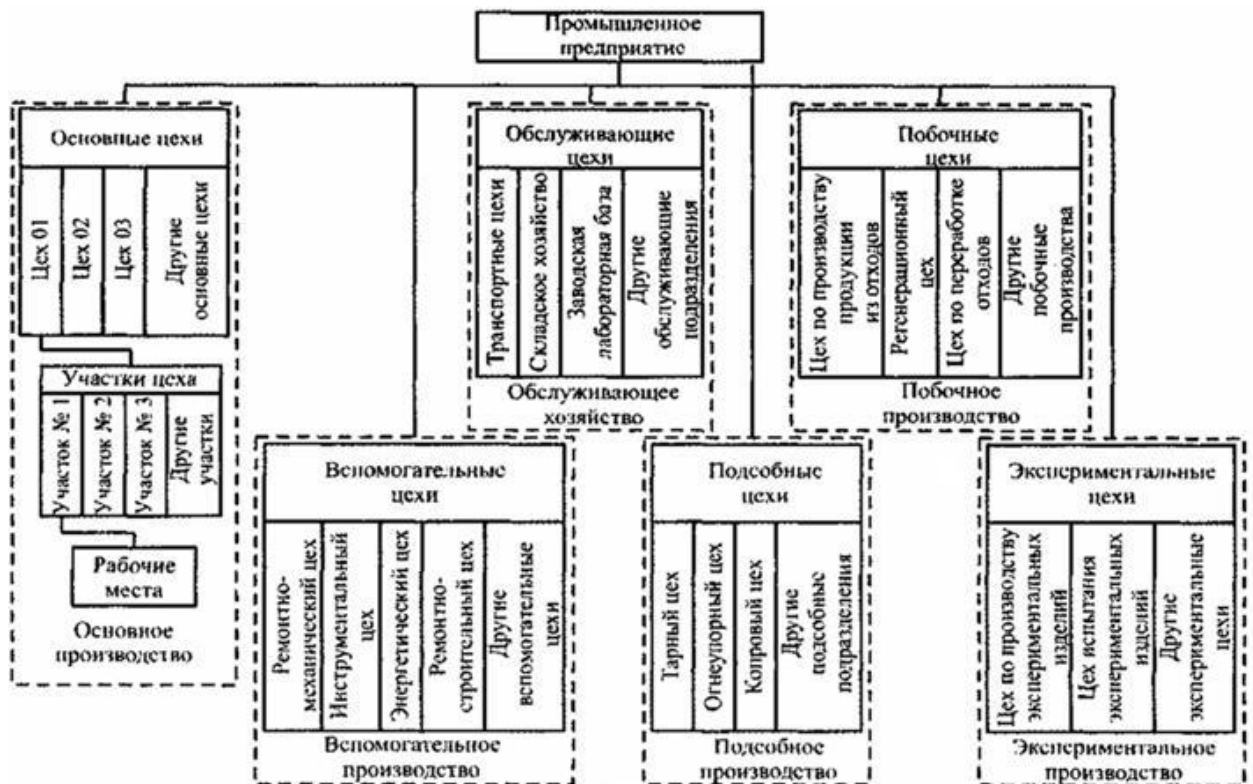 Промышленное
предприятис
Основные цехи
Цех 01
Цех 02
Цех 03
Другие
основные цехи
Участки цеха
Участок № 1
Участок № 2
Участок № 3
Другие
участки
Рабочие
места
Основное
производство
Обслуживающие
цехи
Транспортные цехи
Складское хозяйство
Заводская
лабораторная база
Другие
обслуживающие
подразделения
Обслуживающее
хозяйство
Побочные
цехи
Цех по производству
продукции
из отходов
Регенерационный
цех
Цех по переработке
отходов
Другие
побочные
производства
Побочное
производство
Вспомогательные
цехи
Ремонтно-
механический цех
Инструментальный
цех
Энергетический цех
Ремонтно-
строительный цех
Другие
вспомогательные
цехи
Вспомогательное
производство
Подсобные
цехи
Тарный цех
Огнеупорный цех
Копровый цех
Другие
подсобные
подразделения
Подсобное
производство
Экспериментальные
цехи
Цех по производству
экспериментальных
изделий
Цех испытания
экспериментальных
изделий
Другие
экспериментальные
цехи
Экспериментальное
производство